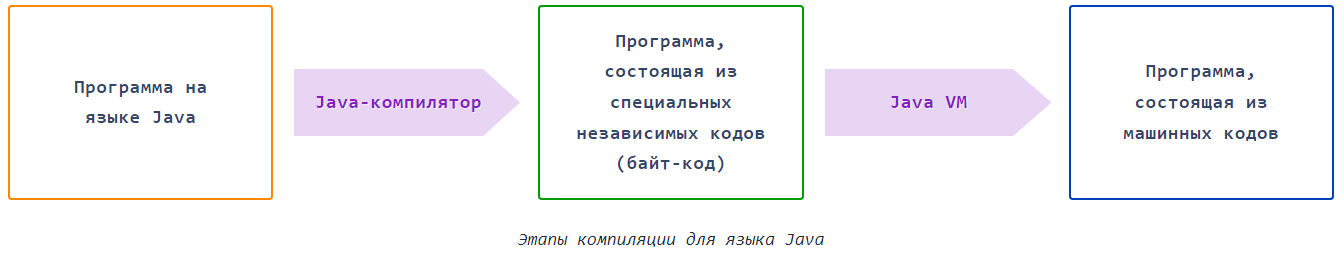 Программа на
языке Java
Java-компилятор
Программа,
состоящая из
специальных
независимых кодов
(байт-код)
Java VM
Программа,
состоящая из
машинных кодов
Этапы компиляции для языка Java